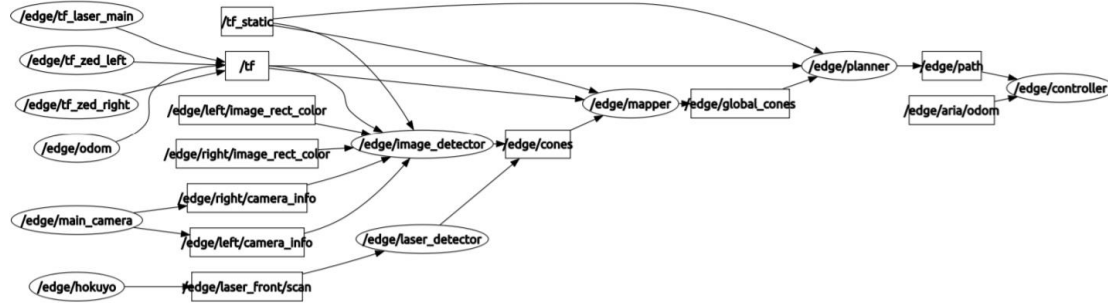 /edge/tf_laser_main
/tf_static
/edge/tf_zed_left
/tf
/edge/planner
/edge/path
/edge/controller
/edge/tf_zed_right
/edge/left/image_rect_color
/edge/mapper
/edge/global_cones
/edge/aria/odom
/edge/odom
/edge/right/image_rect_color
/edge/image_detector
/edge/cones
/edge/right/camera_info
/edge/main_camera
/edge/left/camera_info
/edge/laser_detector
/edge/hokuyo
/edge/laser_front/scan